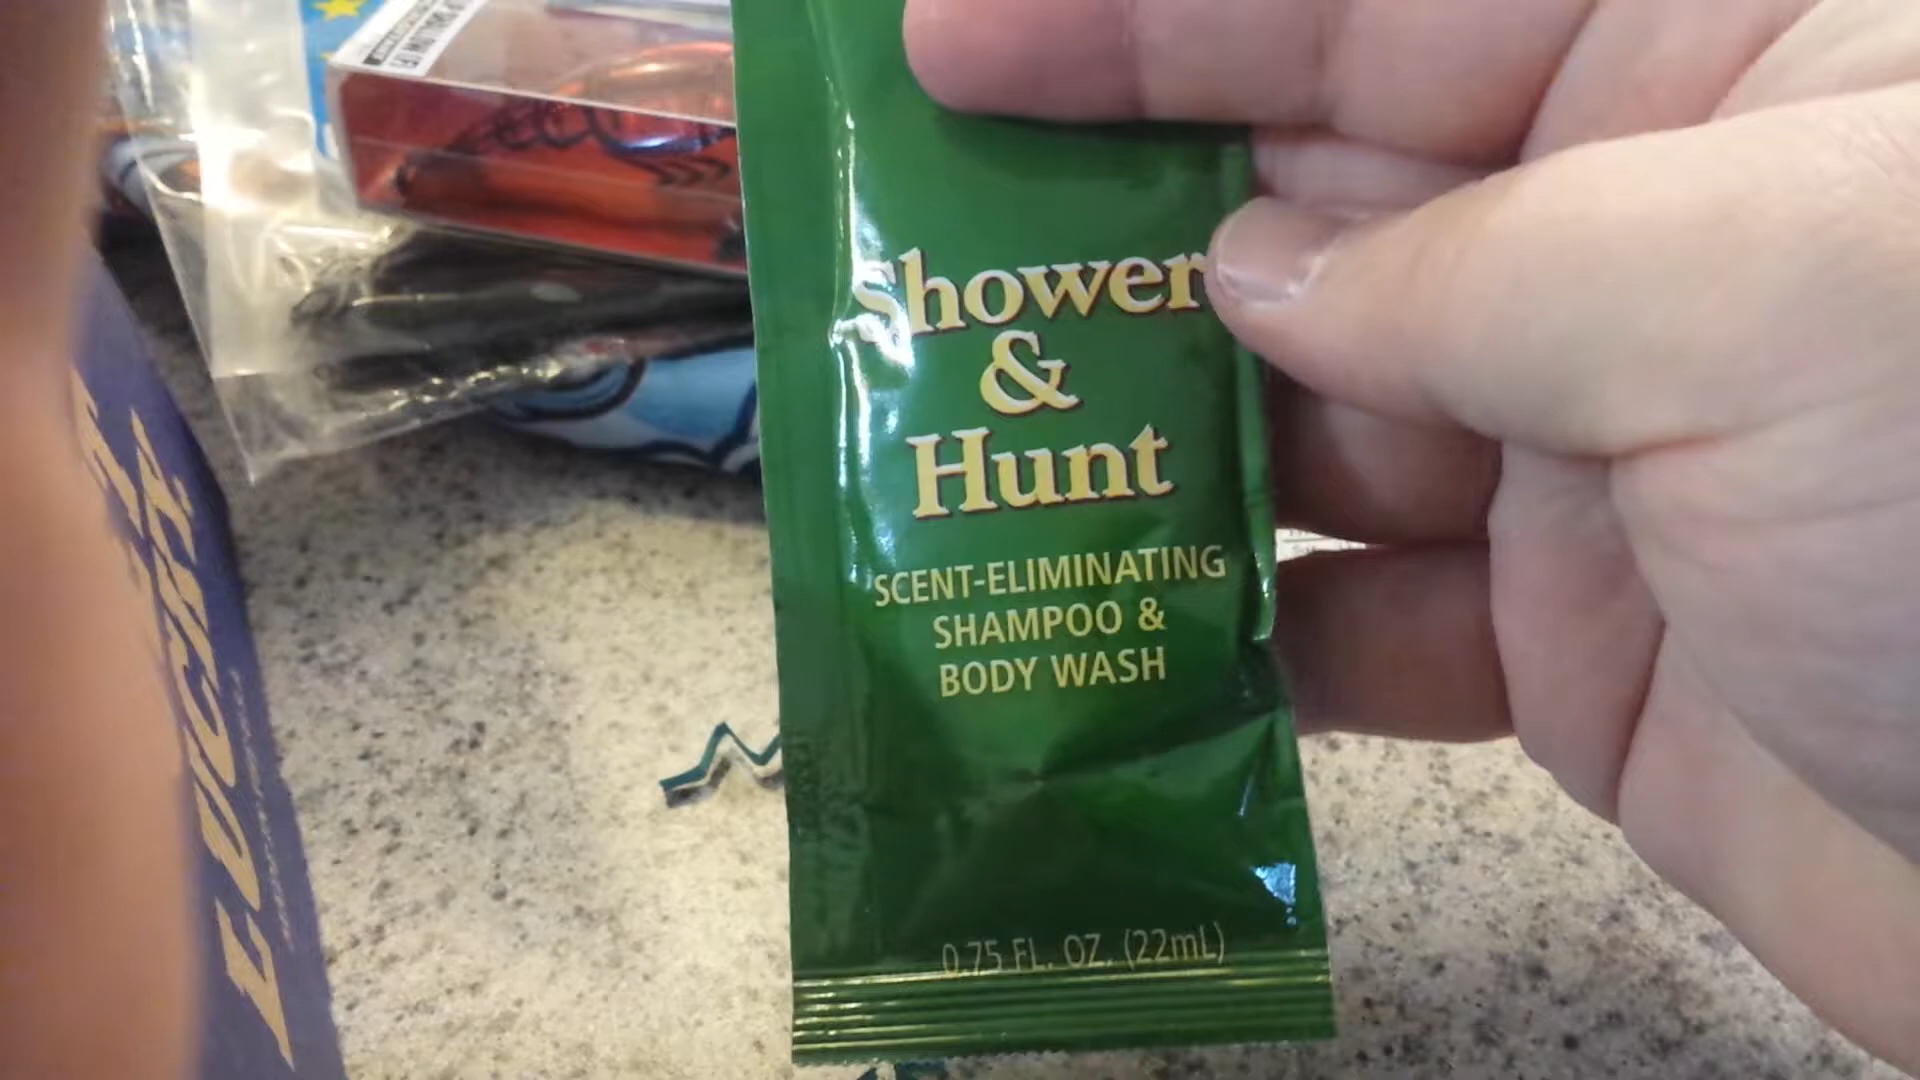 Shower
&
Hunt
SCENT-ELIMINATING
SHAMPOO &
BODY WASH
0.75 FL. OZ. (22mL)